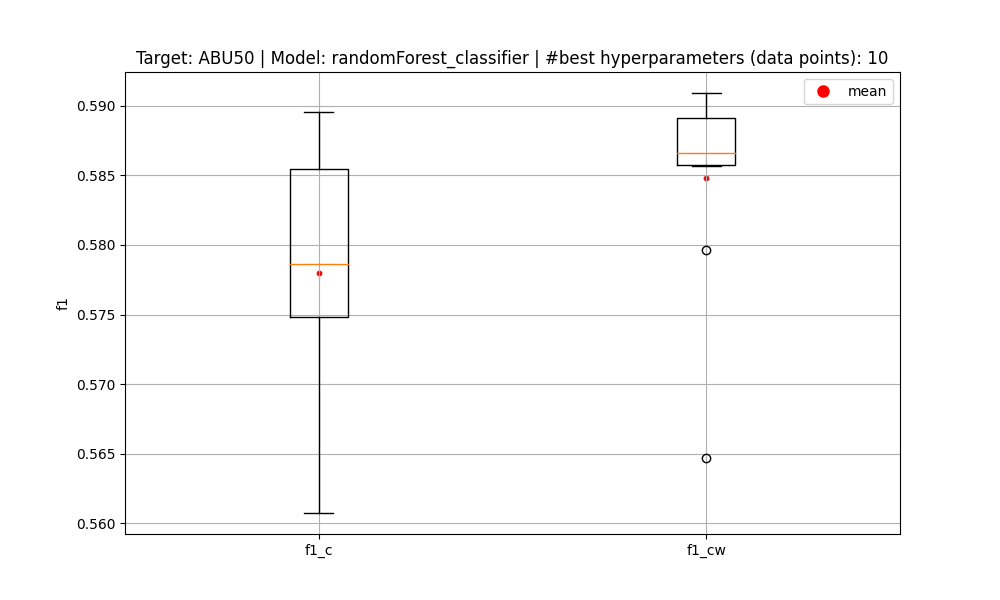 Target: ABU50 | Model: randomForest_classifier | #best hyperparameters (data points): 10
mean
0.590
0.585
0.580
0.575
0.570
0.565
0.560
f1
f1_c
f1_cw